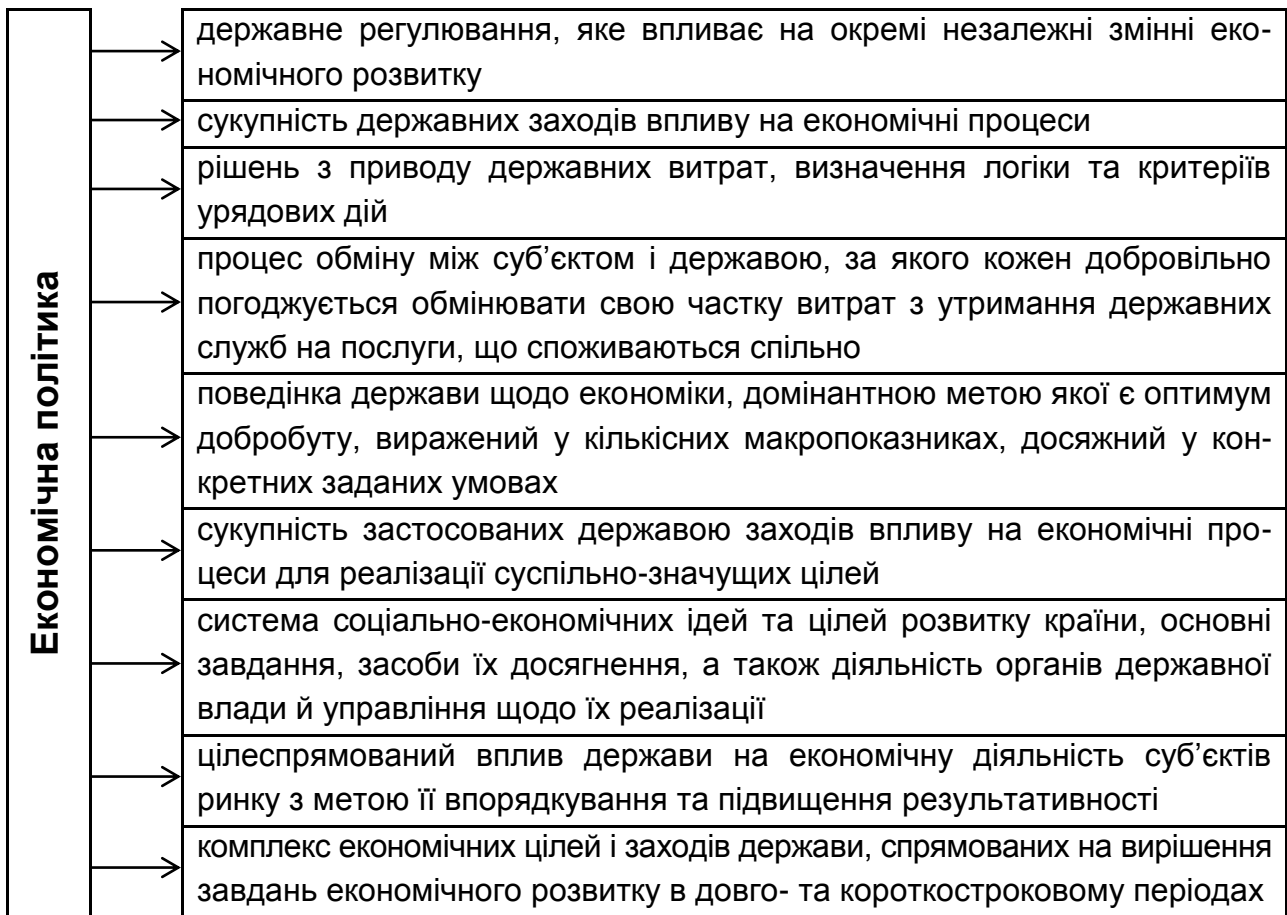 Економічна політика
державне регулювання, яке впливає на окремі незалежні змінні еко-
номічного розвитку
сукупність державних заходів впливу на економічні процеси
рішень з приводу державних витрат, визначення логіки та критеріїв
урядових дій
процес обміну між суб’єктом і державою, за якого кожен добровільно
погоджується обмінювати свою частку витрат з утримання державних
служб на послуги, що споживаються спільно
поведінка держави щодо економіки, домінантною метою якої є оптимум
добробуту, виражений у кількісних макропоказниках, досяжний у кон-
кретних заданих умовах
сукупність застосованих державою заходів впливу на економічні про-
цеси для реалізації суспільно-значущих цілей
система соціально-економічних ідей та цілей розвитку країни, основні
завдання, засоби їх досягнення, а також діяльність органів державної
влади й управління щодо їх реалізації
цілеспрямований вплив держави на економічну діяльність суб’єктів
ринку з метою її впорядкування та підвищення результативності
комплекс економічних цілей і заходів держави, спрямованих на вирішення
завдань економічного розвитку в довго- та короткостроковому періодах